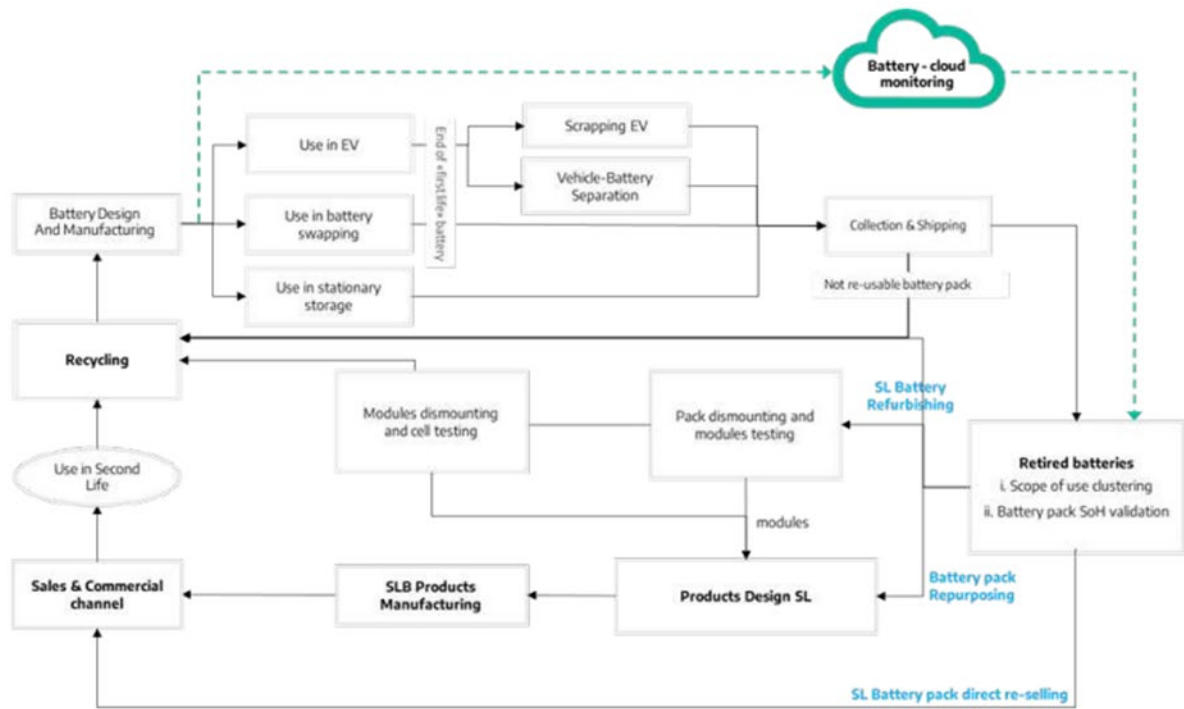 Battery - cloud
monitoring
Scrapping EV
Use in EV
End of «first life» battery
Vehicle-Battery
Separation
Battery Design
And Manufacturing
Use in battery
swapping
Collection & Shipping
Use in stationary
storage
Not re-usable battery pack
Recycling
SL Battery
Refurbishing
Modules dismounting
and cell testing
Pack dismounting and
modules testing
Retired batteries
i. Scope of use clustering
ii. Battery pack SoH validation
Use in Second
Life
modules
Sales & Commercial
channel
SLB Products
Manufacturing
Products Design SL
Battery pack
Repurposing
SL Battery pack direct re-selling